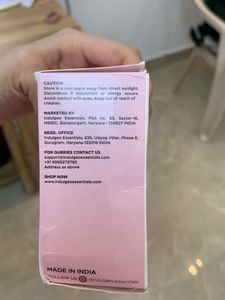 CAUTION
Store in a cool place away from direct sunlight.
Discontinue if discomfort or allergy occurs.
Avoid contact with eyes. Keep out of reach of
children.
MARKETED BY
Indulgeo Essentials, Plot no. 63, Sector-16,
HSIIDC, Bahadurgarh, Haryana - 124507 INDIA
REGD. OFFICE
Indulgeo Essentials, 835, Udyog Vihar, Phase-5,
Gurugram, Haryana-122016 INDIA
FOR QUERIES CONTACT US
support@indulgeoessentials.com
+91 9999278785
Address as above
SHOP NOW
www.indulgeoessentials.com
MADE IN INDIA
FOLLOW US @indulgeo.essentials